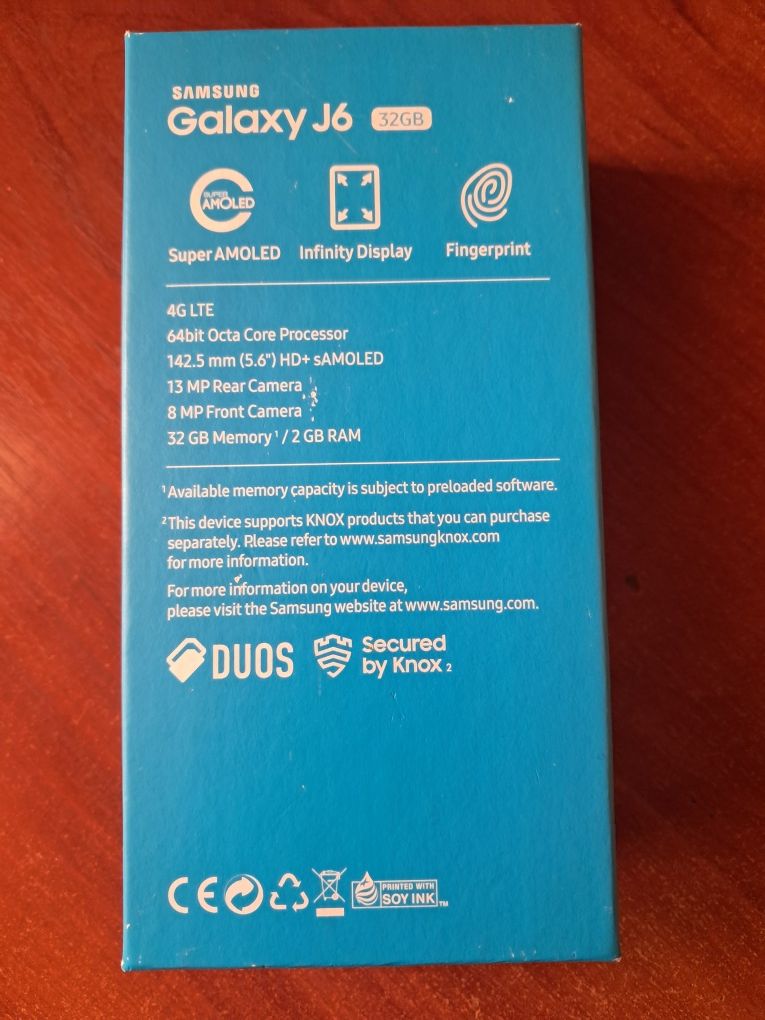 SAMSUNG
Galaxy J6 32GB
SUPER
AMOLED
Super AMOLED Infinity Display Fingerprint
4G LTE
64bit Octa Core Processor
142.5 mm (5.6") HD+ sAMOLED
13 MP Rear Camera
8 MP Front Camera
32 GB Memory ¹ / 2 GB RAM
¹ Available memory capacity is subject to preloaded software.
² This device supports KNOX products that you can purchase
separately. Please refer to www.samsungknox.com
for more information.
For more information on your device,
please visit the Samsung website at www.samsung.com.
DUOS Secured
by Knox 2
CE PRINTED WITH
SOY INK TM